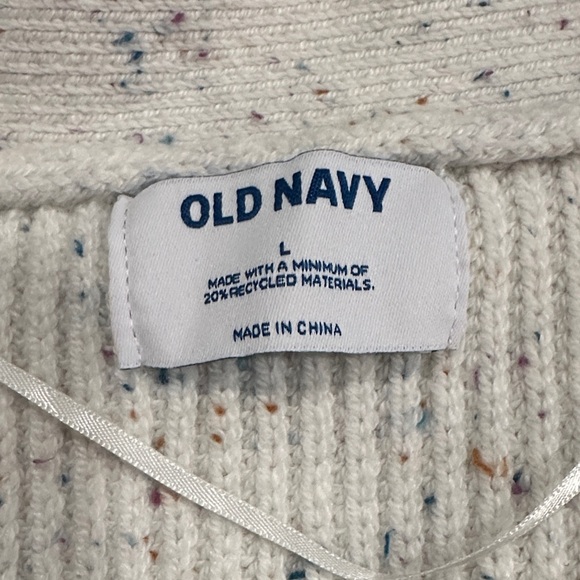 OLD NAVY
L
MADE WITH A MINIMUM OF
20% RECYCLED MATERIALS.
MADE IN CHINA